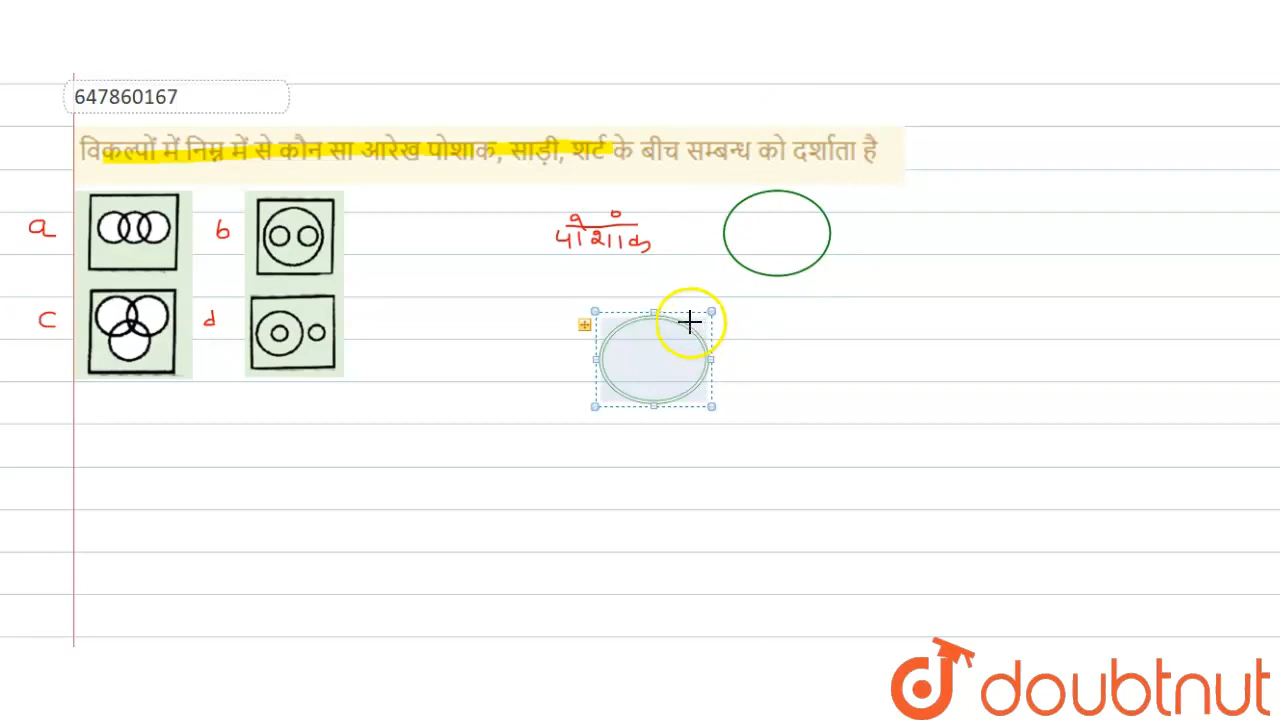 647860167
विकल्पों में निम्न में से कौन सा आरेख पोशाक, साड़ी, शर्ट के बीच सम्बन्ध को दर्शाता है
a
b
पोशाक
c
d
doubtnut